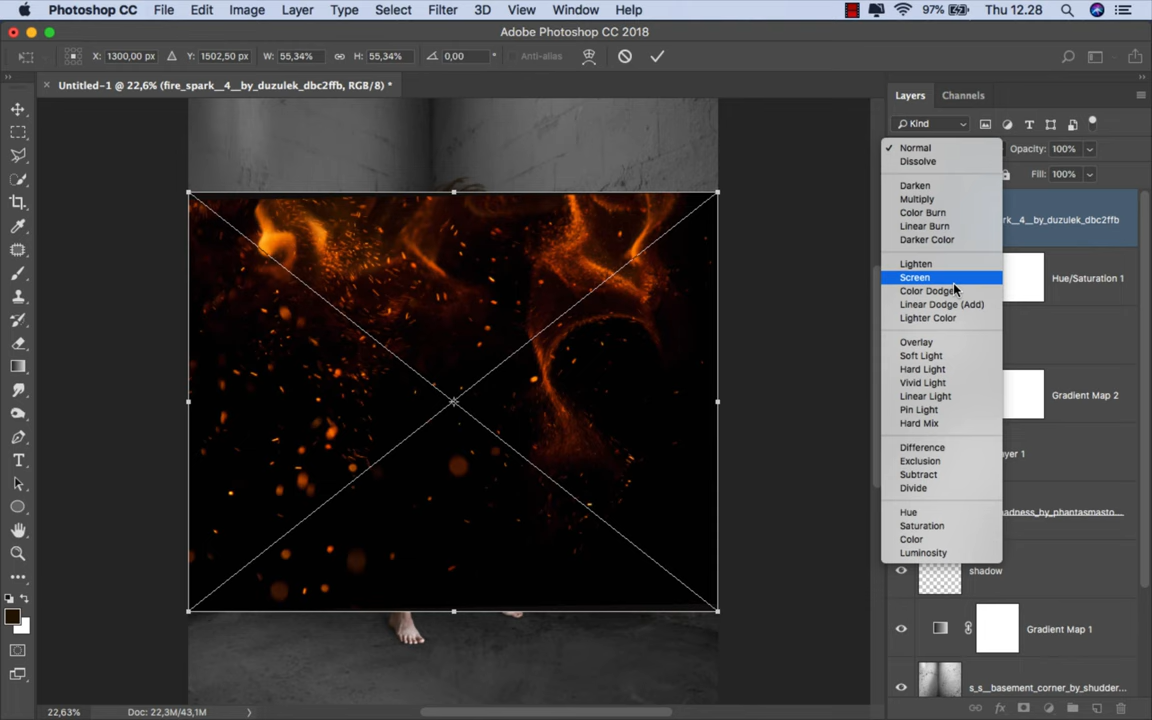 Photoshop CC File Edit Image Layer Type Select Filter 3D View Window Help 97% Thu 12.28
Adobe Photoshop CC 2018
X: 1300,00 px Y: 1502,50 px W: 55,34% H: 55,34% 0,00 ° Anti-alias
Untitled-1 @ 22,6% (fire_spark__4__by_duzulek_dbc2ffb, RGB/8) *
Layers Channels
Kind
Normal
Opacity: 100%
Dissolve
Fill: 100%
Darken
Multiply
Color Burn
Linear Burn
Darker Color
ark__4__by_duzulek_dbc2ffb
Lighten
Screen
Hue/Saturation 1
Color Dodge
Linear Dodge (Add)
Lighter Color
Overlay
Soft Light
Hard Light
Vivid Light
Linear Light
Gradient Map 2
Pin Light
Hard Mix
Difference
ayer 1
Exclusion
Subtract
Divide
Hue
adness_by_phantasmasto...
Saturation
Color
Luminosity
shadow
Gradient Map 1
s_s__basement_corner_by_shudder...
22,63% Doc: 22,3M/43,1M